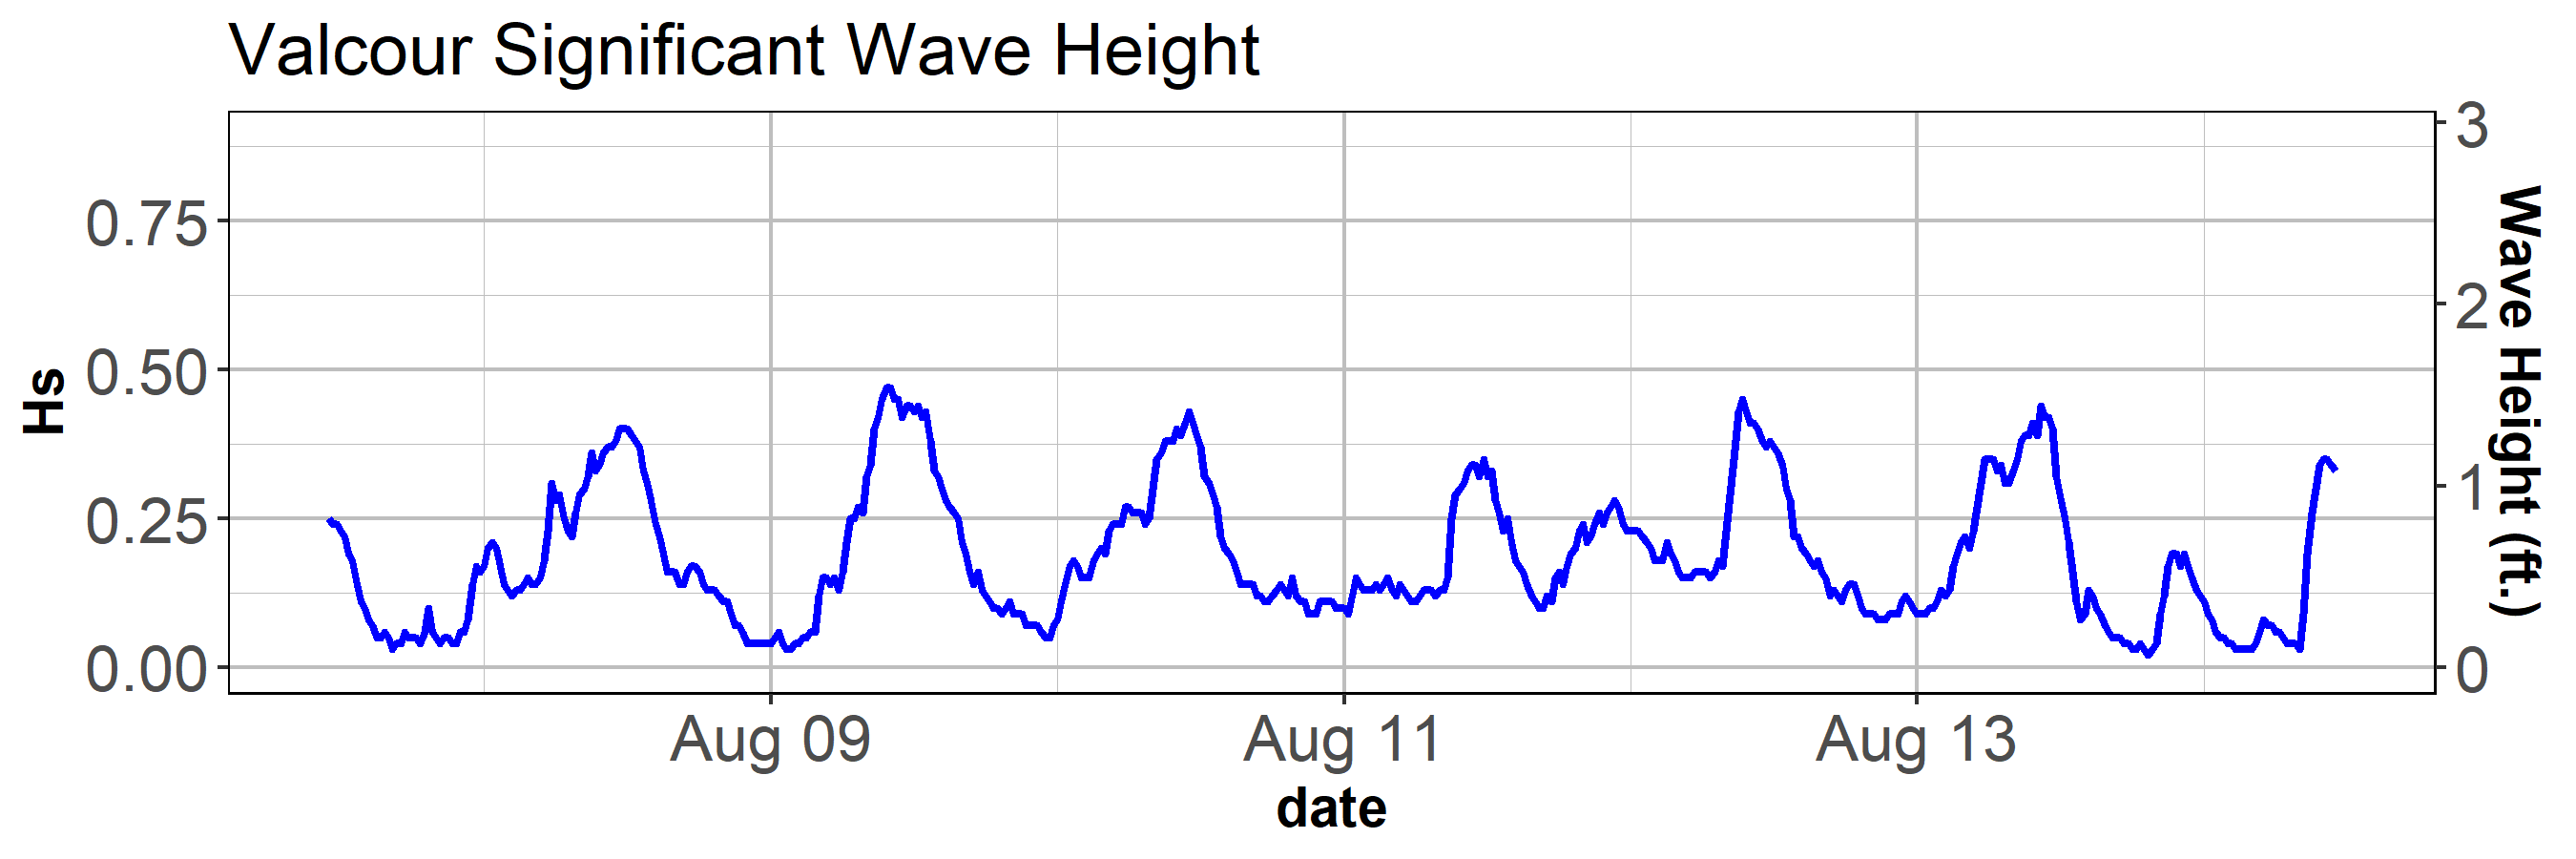 Valcour Significant Wave Height
Hs
0.75
0.50
0.25
0.00
3
2
1
0
Wave Height (ft.)
Aug 09
Aug 11
Aug 13
date